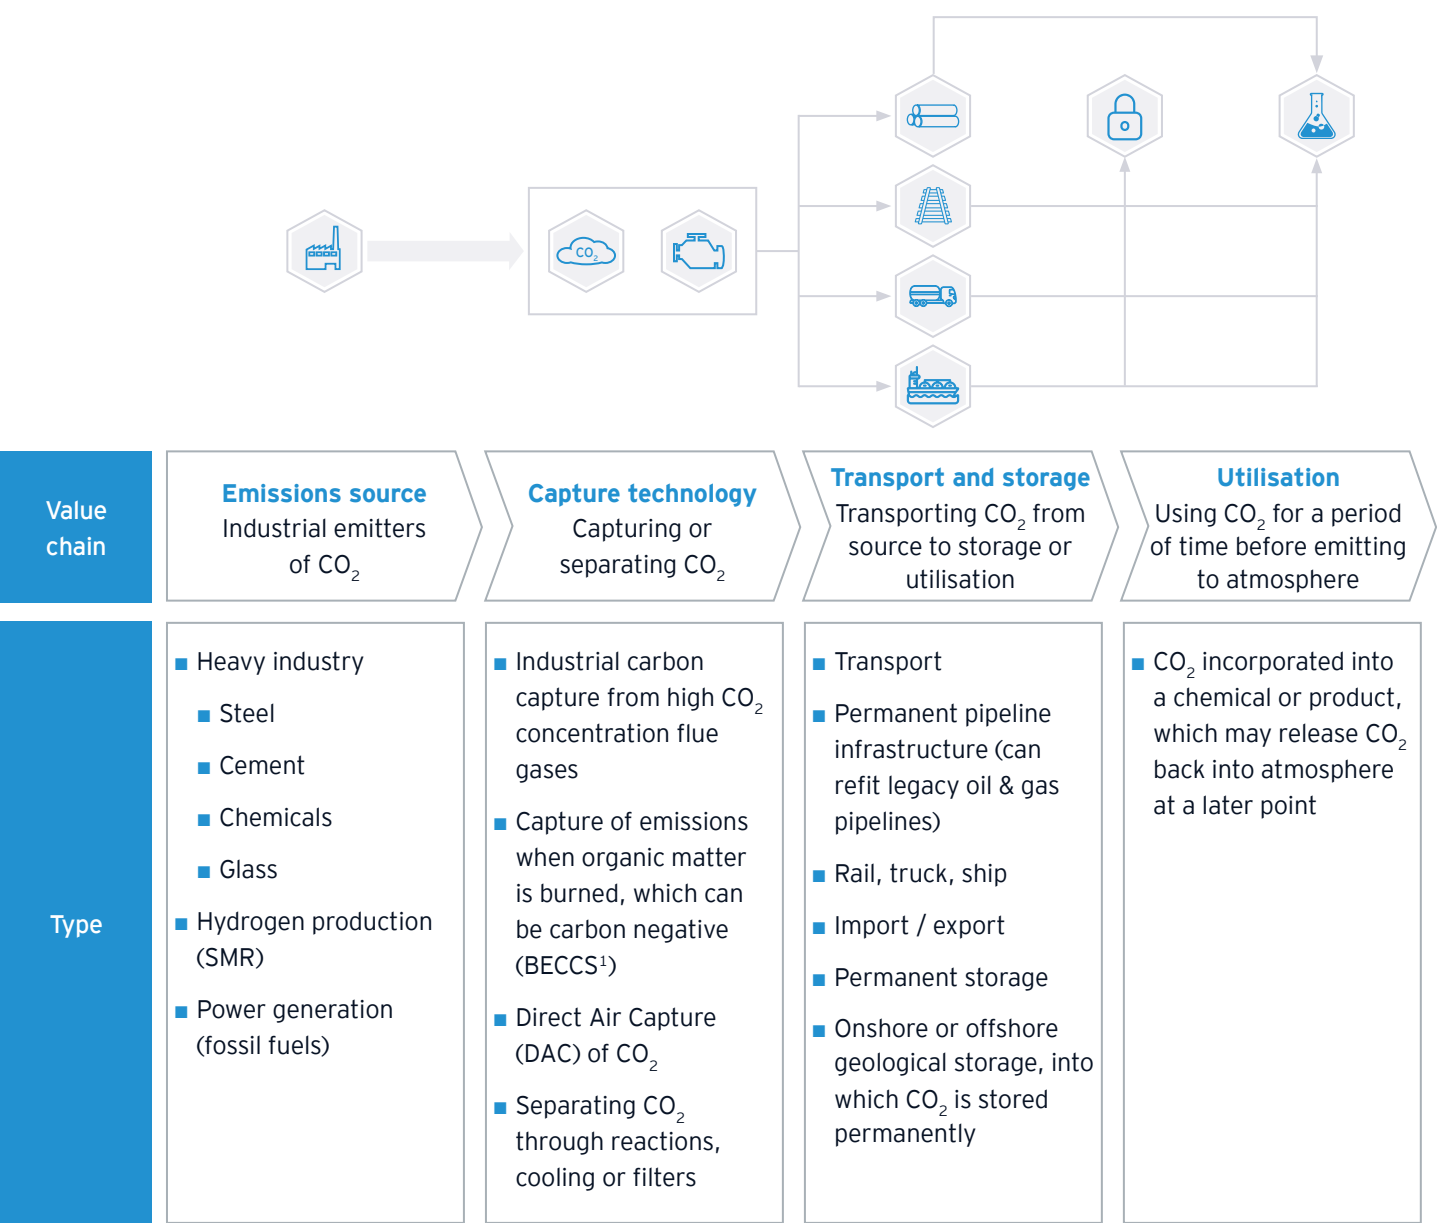 CO2
Value
chain
Emissions source
Industrial emitters
of CO2
Capture technology
Capturing or
separating CO2
Transport and storage
Transporting CO2 from
source to storage or
utilisation
Utilisation
Using CO2 for a period
of time before emitting
to atmosphere
Type
■ Heavy industry
■ Steel
■ Cement
■ Chemicals
■ Glass
■ Hydrogen production
(SMR)
■ Power generation
(fossil fuels)
■ Industrial carbon
capture from high CO2
concentration flue
gases
■ Capture of emissions
when organic matter
is burned, which can
be carbon negative
(BECCS1)
■ Direct Air Capture
(DAC) of CO2
■ Separating CO2
through reactions,
cooling or filters
■ Transport
■ Permanent pipeline
infrastructure (can
refit legacy oil & gas
pipelines)
■ Rail, truck, ship
■ Import / export
■ Permanent storage
■ Onshore or offshore
geological storage, into
which CO2 is stored
permanently
■ CO2 incorporated into
a chemical or product,
which may release CO2
back into atmosphere
at a later point